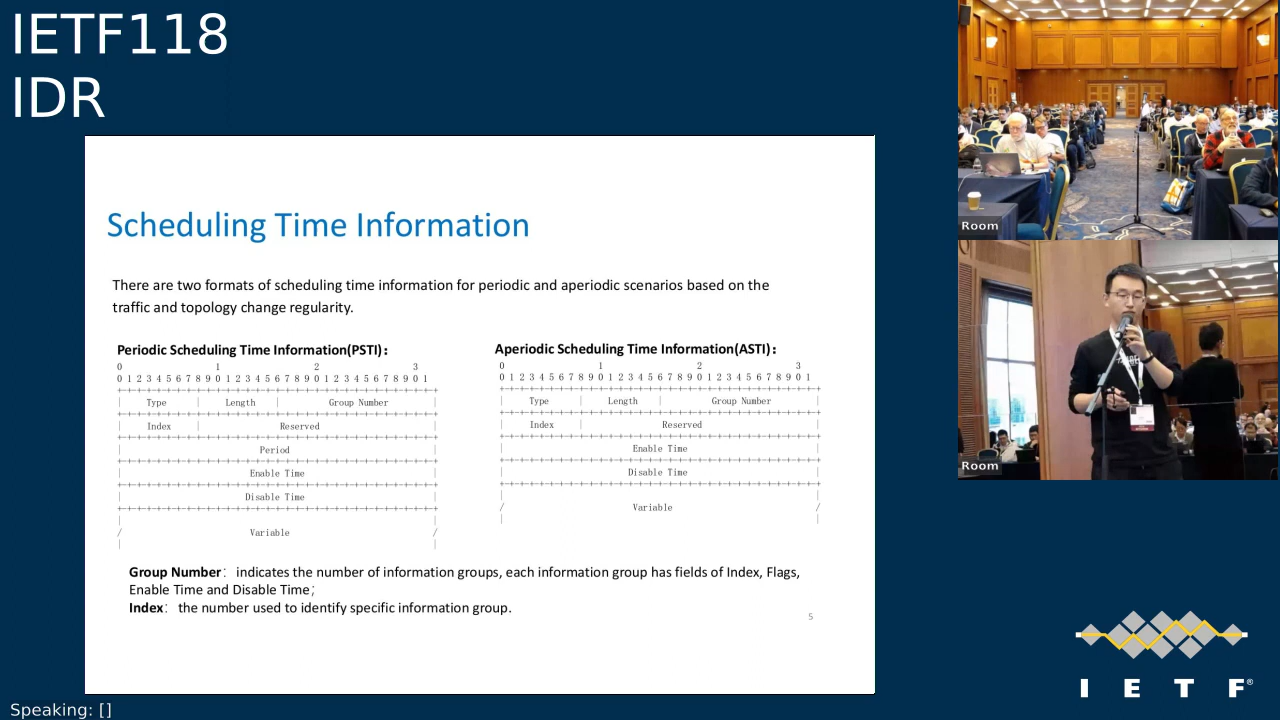 IETF118
IDR
Scheduling Time Information
There are two formats of scheduling time information for periodic and aperiodic scenarios based on the
traffic and topology change regularity.
Periodic Scheduling Time Information(PSTI):
0 1 2 3
0 1 2 3 4 5 6 7 8 9 0 1 2 3 4 5 6 7 8 9 0 1 2 3 4 5 6 7 8 9 0 1
Type Length Group Number
Index Reserved
Period
Enable Time
Disable Time
Variable
Aperiodic Scheduling Time Information(ASTI):
0 1 2 3
0 1 2 3 4 5 6 7 8 9 0 1 2 3 4 5 6 7 8 9 0 1 2 3 4 5 6 7 8 9 0 1
Type Length Group Number
Index Reserved
Enable Time
Disable Time
Variable
Group Number: indicates the number of information groups, each information group has fields of Index, Flags,
Enable Time and Disable Time;
Index: the number used to identify specific information group.
5
Room
Room
I E T F®
Speaking: []